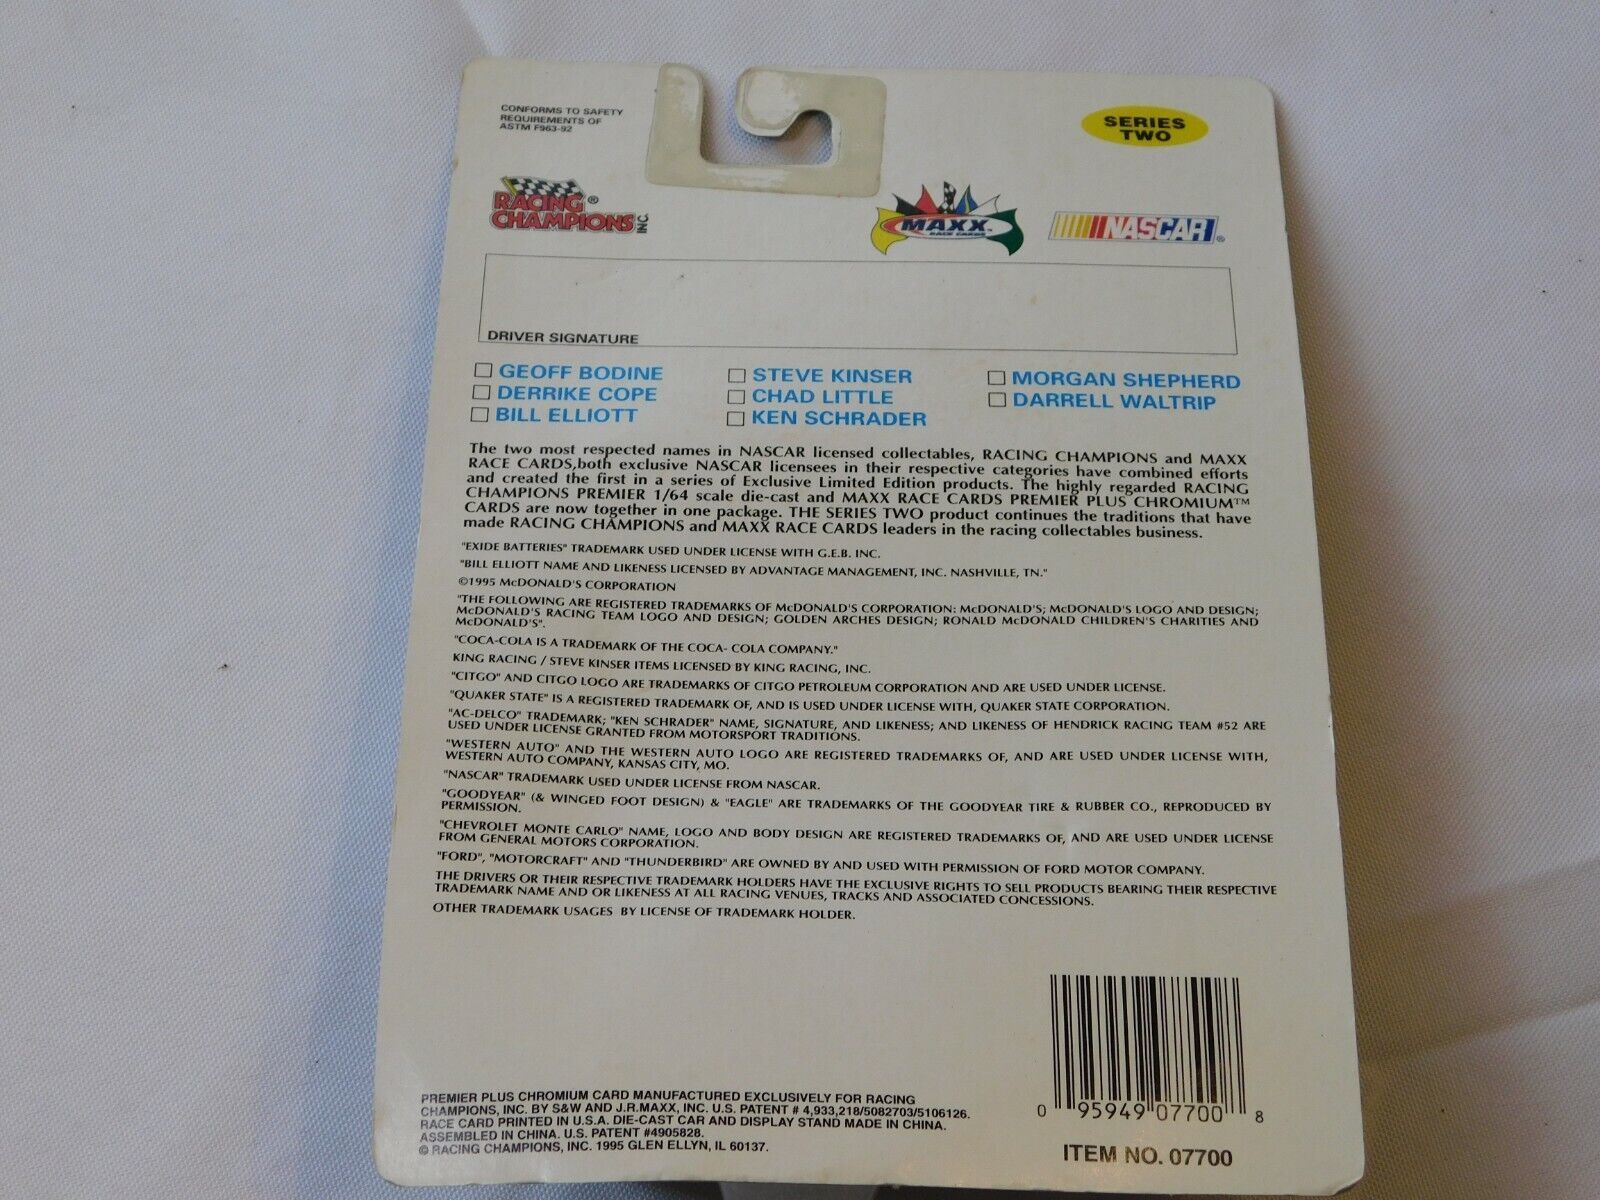 CONFORMS TO SAFETY
REQUIREMENTS OF
ASTM F963-92
SERIES
TWO
RACING ®
CHAMPIONS INC
MAXX™
RACE CARDS
NASCAR®
DRIVER SIGNATURE
GEOFF BODINE
DERRIKE COPE
BILL ELLIOTT
STEVE KINSER
CHAD LITTLE
KEN SCHRADER
MORGAN SHEPHERD
DARRELL WALTRIP
The two most respected names in NASCAR licensed collectables, RACING CHAMPIONS and MAXX
RACE CARDS,both exclusive NASCAR licensees in their respective categories have combined efforts
and created the first in a series of Exclusive Limited Edition products. The highly regarded RACING
CHAMPIONS PREMIER 1/64 scale die-cast and MAXX RACE CARDS PREMIER PLUS CHROMIUM™
CARDS are now together in one package. THE SERIES TWO product continues the traditions that have
made RACING CHAMPIONS and MAXX RACE CARDS leaders in the racing collectables business.
"EXIDE BATTERIES" TRADEMARK USED UNDER LICENSE WITH G.E.B. INC.
"BILL ELLIOTT NAME AND LIKENESS LICENSED BY ADVANTAGE MANAGEMENT, INC. NASHVILLE, TN."
©1995 McDONALD'S CORPORATION
"THE FOLLOWING ARE REGISTERED TRADEMARKS OF McDONALD'S CORPORATION: McDONALD'S; McDONALD'S LOGO AND DESIGN;
McDONALD'S RACING TEAM LOGO AND DESIGN; GOLDEN ARCHES DESIGN; RONALD McDONALD CHILDREN'S CHARITIES AND
McDONALD'S".
"COCA-COLA IS A TRADEMARK OF THE COCA- COLA COMPANY."
KING RACING / STEVE KINSER ITEMS LICENSED BY KING RACING, INC.
"CITGO" AND CITGO LOGO ARE TRADEMARKS OF CITGO PETROLEUM CORPORATION AND ARE USED UNDER LICENSE.
"QUAKER STATE" IS A REGISTERED TRADEMARK OF, AND IS USED UNDER LICENSE WITH, QUAKER STATE CORPORATION.
"AC-DELCO" TRADEMARK; "KEN SCHRADER" NAME, SIGNATURE, AND LIKENESS; AND LIKENESS OF HENDRICK RACING TEAM #52 ARE
USED UNDER LICENSE GRANTED FROM MOTORSPORT TRADITIONS.
"WESTERN AUTO" AND THE WESTERN AUTO LOGO ARE REGISTERED TRADEMARKS OF, AND ARE USED UNDER LICENSE WITH,
WESTERN AUTO COMPANY, KANSAS CITY, MO.
"NASCAR" TRADEMARK USED UNDER LICENSE FROM NASCAR.
"GOODYEAR" (& WINGED FOOT DESIGN) & "EAGLE" ARE TRADEMARKS OF THE GOODYEAR TIRE & RUBBER CO., REPRODUCED BY
PERMISSION.
"CHEVROLET MONTE CARLO" NAME, LOGO AND BODY DESIGN ARE REGISTERED TRADEMARKS OF, AND ARE USED UNDER LICENSE
FROM GENERAL MOTORS CORPORATION.
"FORD", "MOTORCRAFT" AND "THUNDERBIRD" ARE OWNED BY AND USED WITH PERMISSION OF FORD MOTOR COMPANY.
THE DRIVERS OR THEIR RESPECTIVE TRADEMARK HOLDERS HAVE THE EXCLUSIVE RIGHTS TO SELL PRODUCTS BEARING THEIR RESPECTIVE
TRADEMARK NAME AND OR LIKENESS AT ALL RACING VENUES, TRACKS AND ASSOCIATED CONCESSIONS.
OTHER TRADEMARK USAGES BY LICENSE OF TRADEMARK HOLDER.
PREMIER PLUS CHROMIUM CARD MANUFACTURED EXCLUSIVELY FOR RACING
CHAMPIONS, INC. BY S&W AND J.R.MAXX, INC. U.S. PATENT # 4,933,218/5082703/5106126.
RACE CARD PRINTED IN U.S.A. DIE-CAST CAR AND DISPLAY STAND MADE IN CHINA.
ASSEMBLED IN CHINA. U.S. PATENT #4905828.
© RACING CHAMPIONS, INC. 1995 GLEN ELLYN, IL 60137.
0 95949 07700 8
ITEM NO. 07700